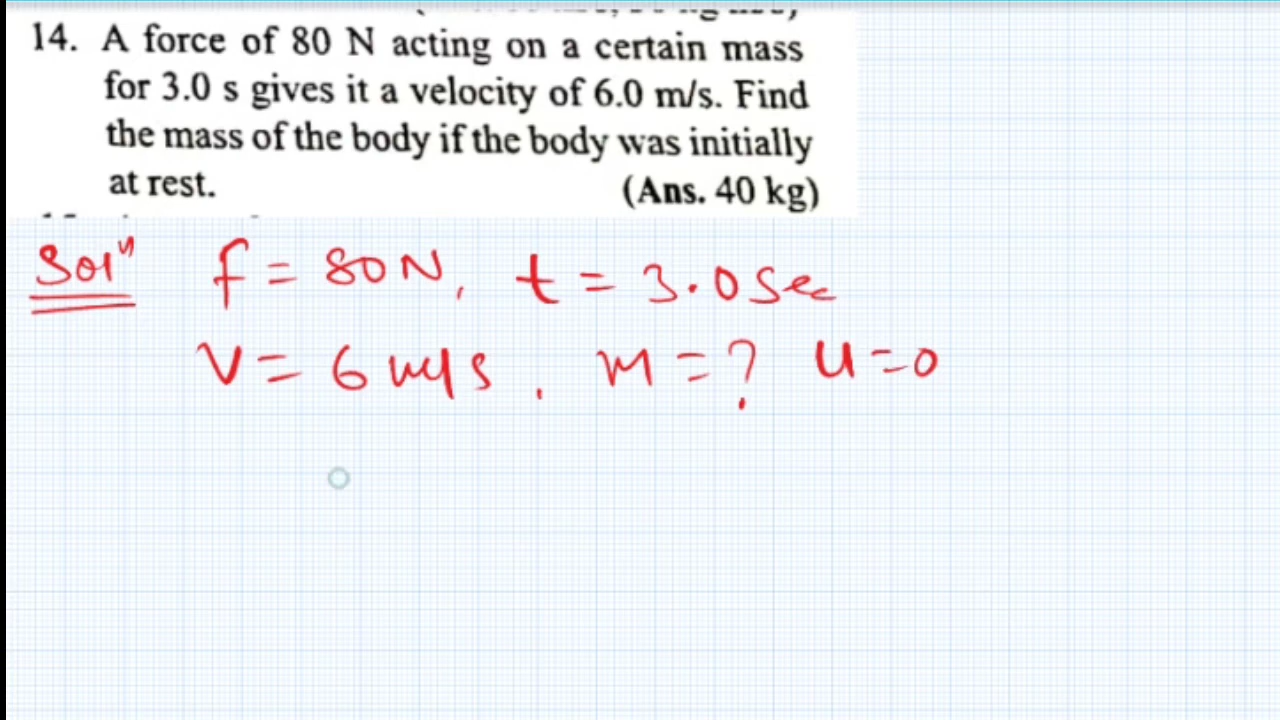 14. A force of 80 N acting on a certain mass
for 3.0 s gives it a velocity of 6.0 m/s. Find
the mass of the body if the body was initially
at rest. (Ans. 40 kg)
Solⁿ f = 80N, t = 3.0 Sec
V = 6 m/s. m = ? u=0